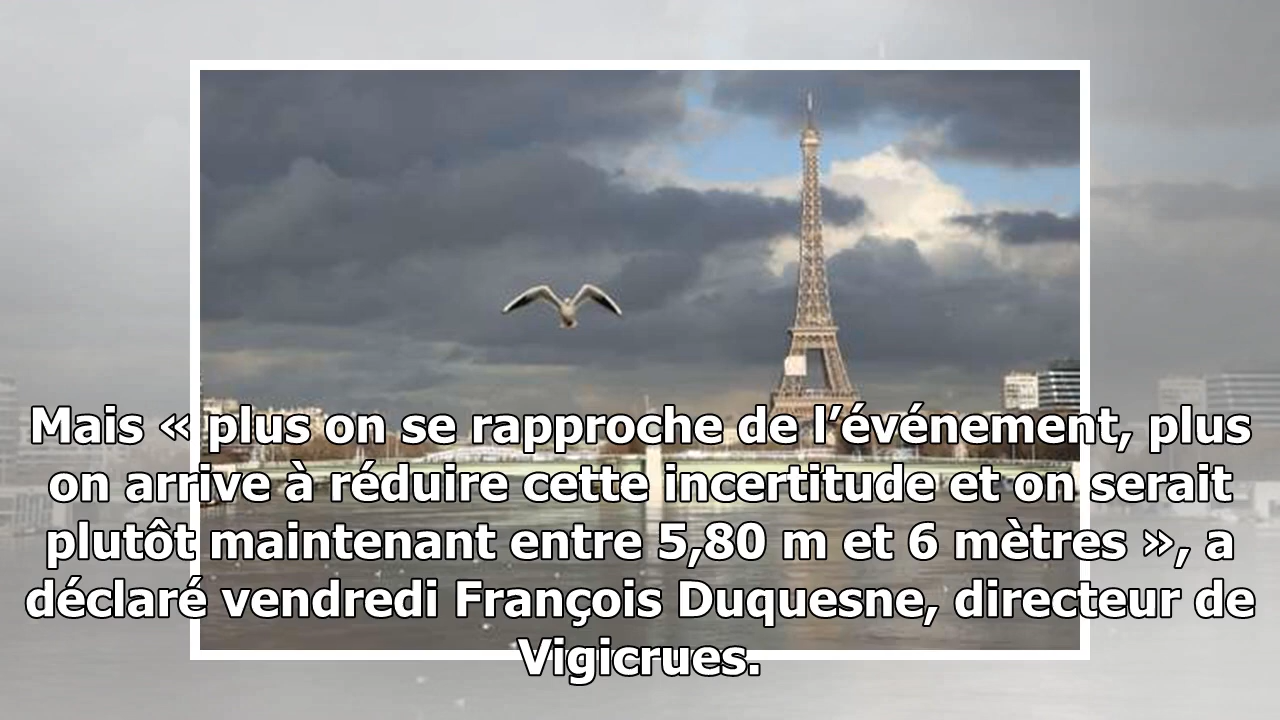 Mais « plus on se rapproche de l’événement, plus
on arrive à réduire cette incertitude et on serait
plutôt maintenant entre 5,80 m et 6 mètres », a
déclaré vendredi François Duquesne, directeur de
Vigicrues.